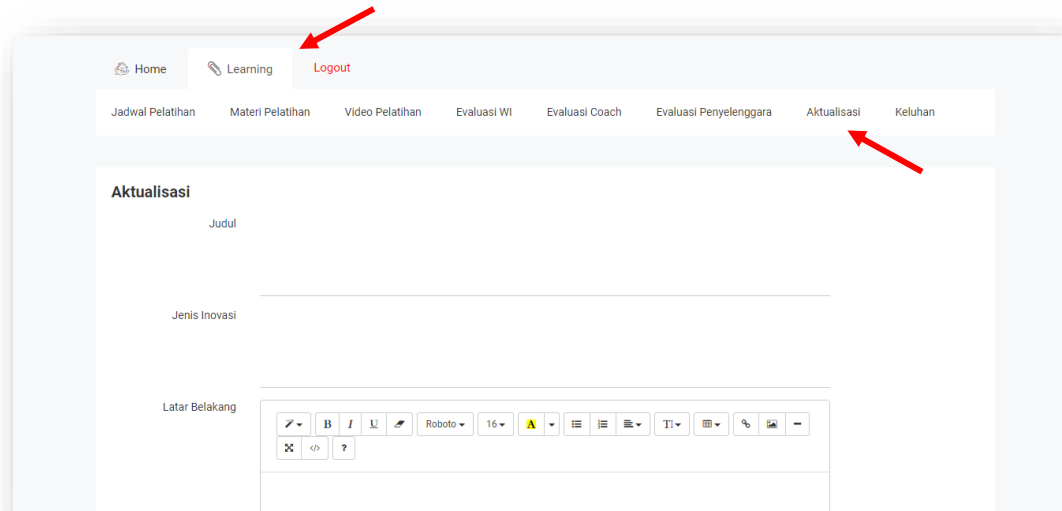 Home Learning Logout
Jadwal Pelatihan Materi Pelatihan Video Pelatihan Evaluasi WI Evaluasi Coach Evaluasi Penyelenggara Aktualisasi Keluhan
Aktualisasi
Judul
Jenis Inovasi
Latar Belakang
B I U Roboto 16 A TI
</> ?